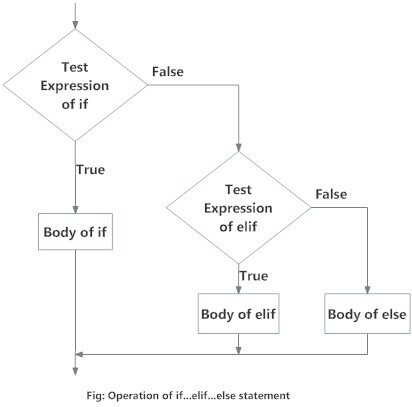 Test
Expression
of if
False
True
Test
Expression
of elif
False
Body of if
True
Body of elif
Body of else
Fig: Operation of if...elif...else statement